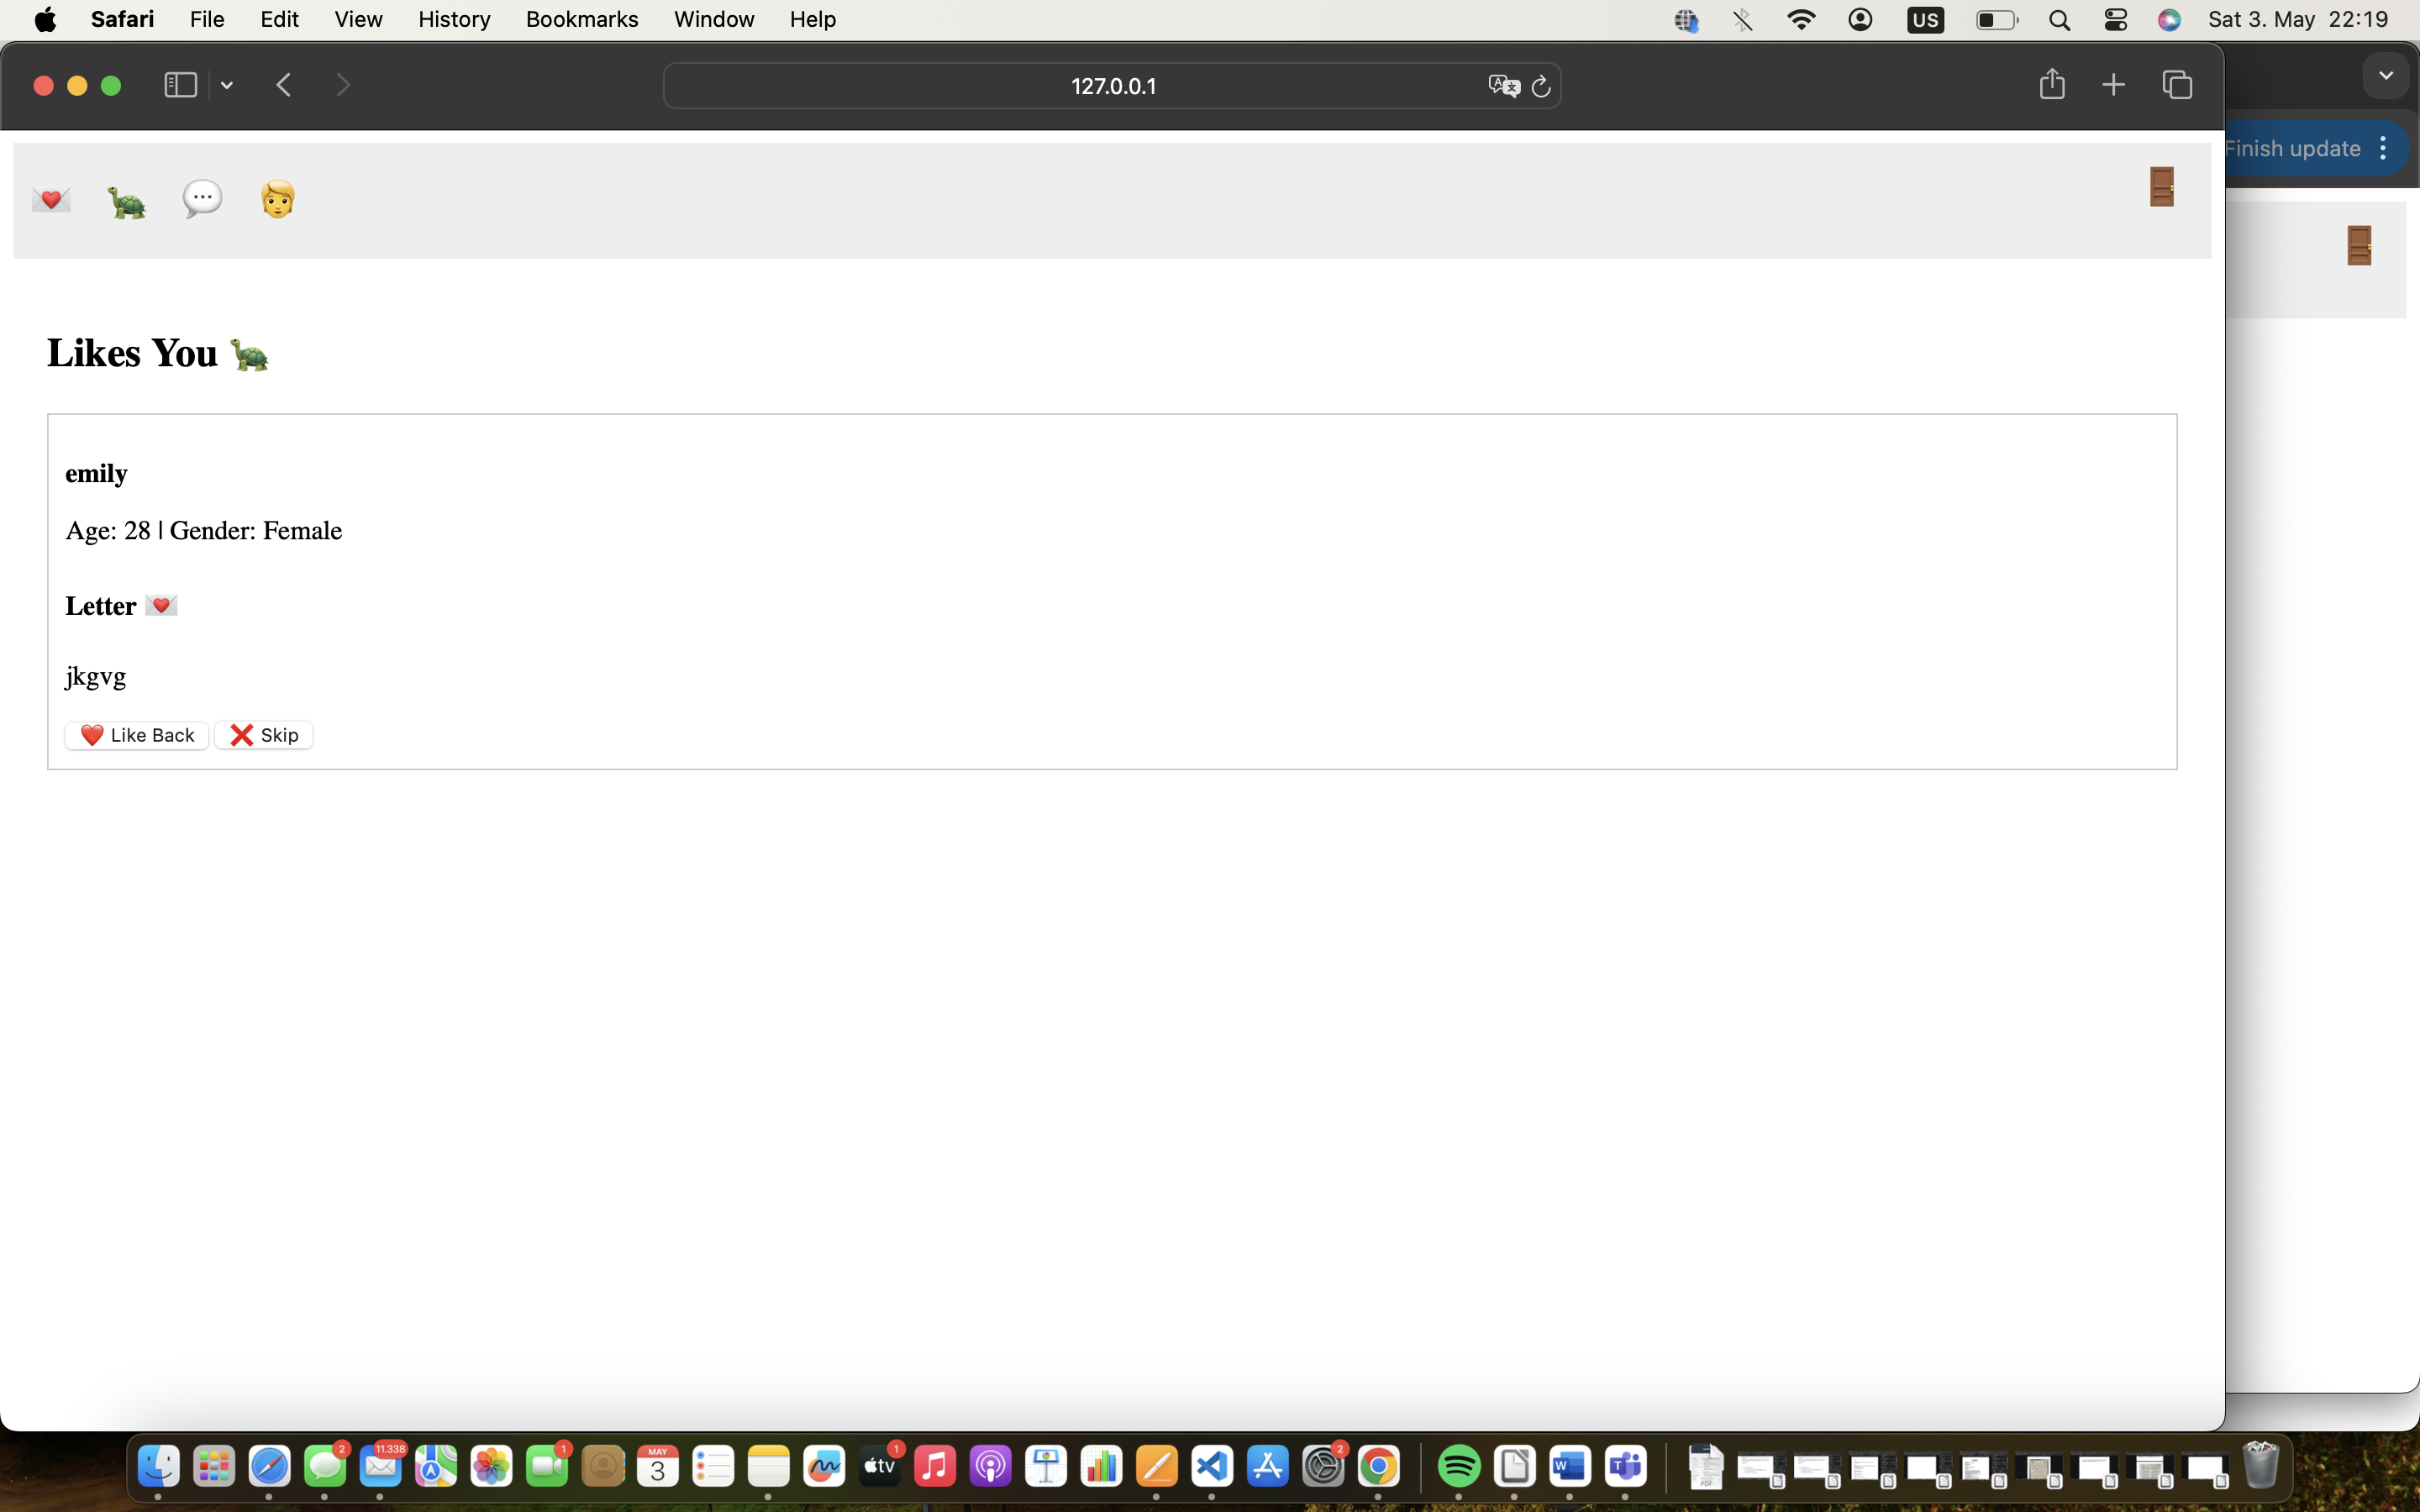 Safari File Edit View History Bookmarks Window Help US Sat 3. May 22:19
127.0.0.1
Finish update
Likes You
emily
Age: 28 | Gender: Female
Letter
jkgvg
Like Back Skip
2 11.338 1 MAY 3 tv 1 2